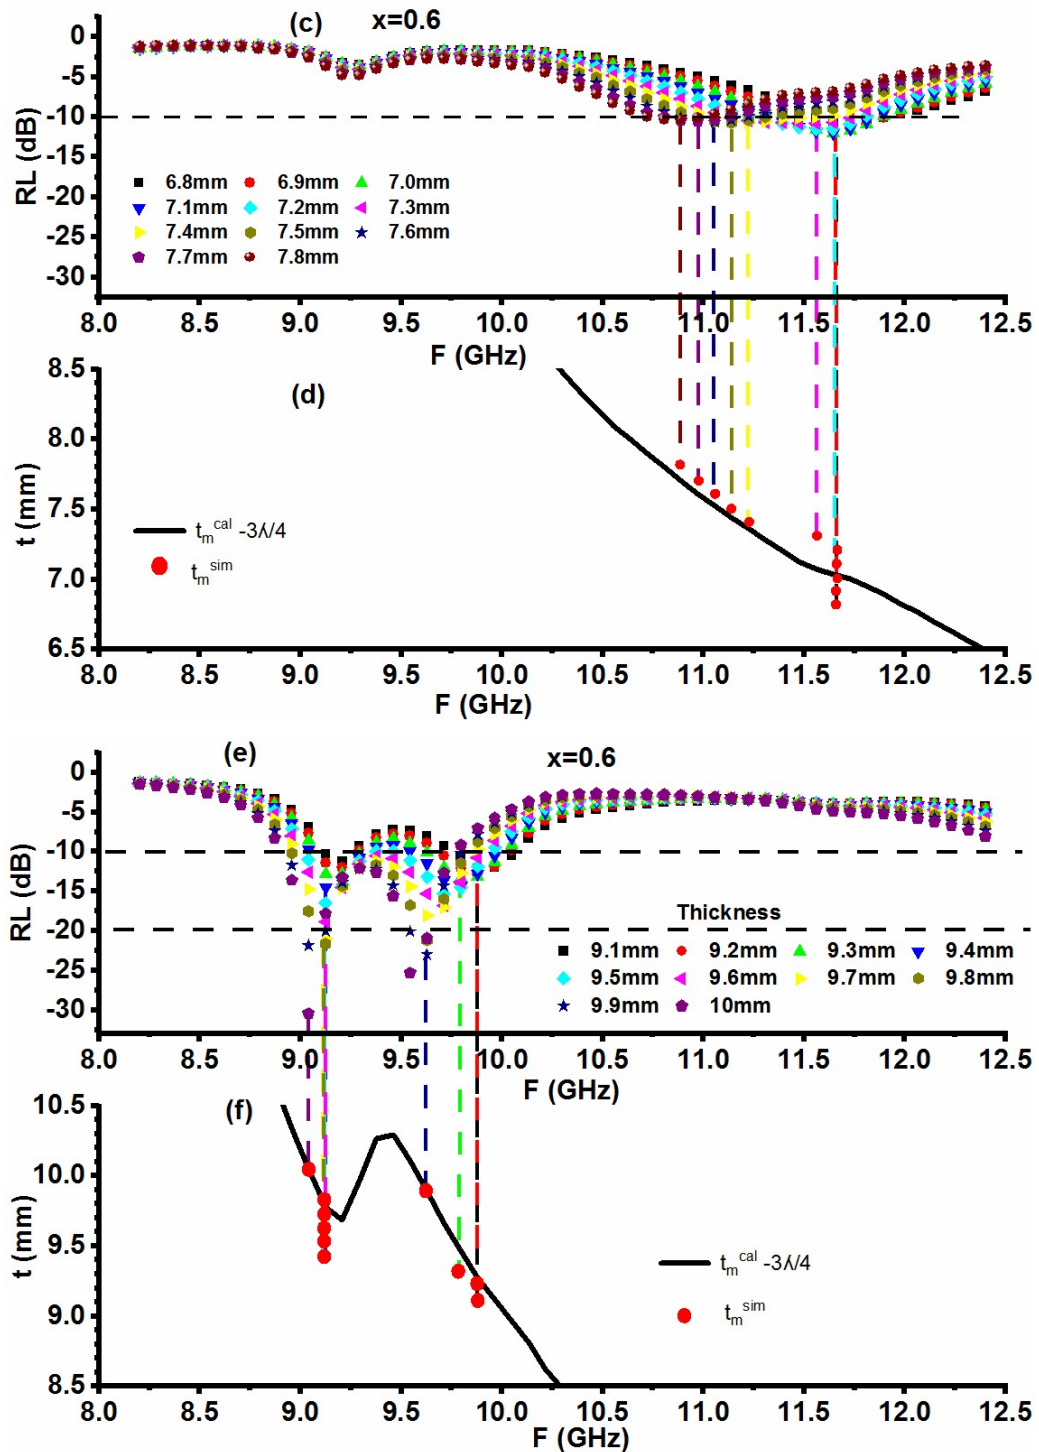 (c) x=0.6
0
-5
-10
-15
-20
-25
-30
RL (dB)
6.8mm 6.9mm 7.0mm
7.1mm 7.2mm 7.3mm
7.4mm 7.5mm 7.6mm
7.7mm 7.8mm
8.0 8.5 9.0 9.5 10.0 10.5 11.0 11.5 12.0 12.5
F (GHz)
(d)
8.5
8.0
7.5
7.0
6.5
t (mm)
t_m^cal -3λ/4
t_m^sim
8.0 8.5 9.0 9.5 10.0 10.5 11.0 11.5 12.0 12.5
F (GHz)
(e) x=0.6
0
-5
-10
-15
-20
-25
-30
RL (dB)
Thickness
9.1mm 9.2mm 9.3mm 9.4mm
9.5mm 9.6mm 9.7mm 9.8mm
9.9mm 10mm
8.0 8.5 9.0 9.5 10.0 10.5 11.0 11.5 12.0 12.5
F (GHz)
(f)
10.5
10.0
9.5
9.0
8.5
t (mm)
t_m^cal -3λ/4
t_m^sim
8.0 8.5 9.0 9.5 10.0 10.5 11.0 11.5 12.0 12.5
F (GHz)